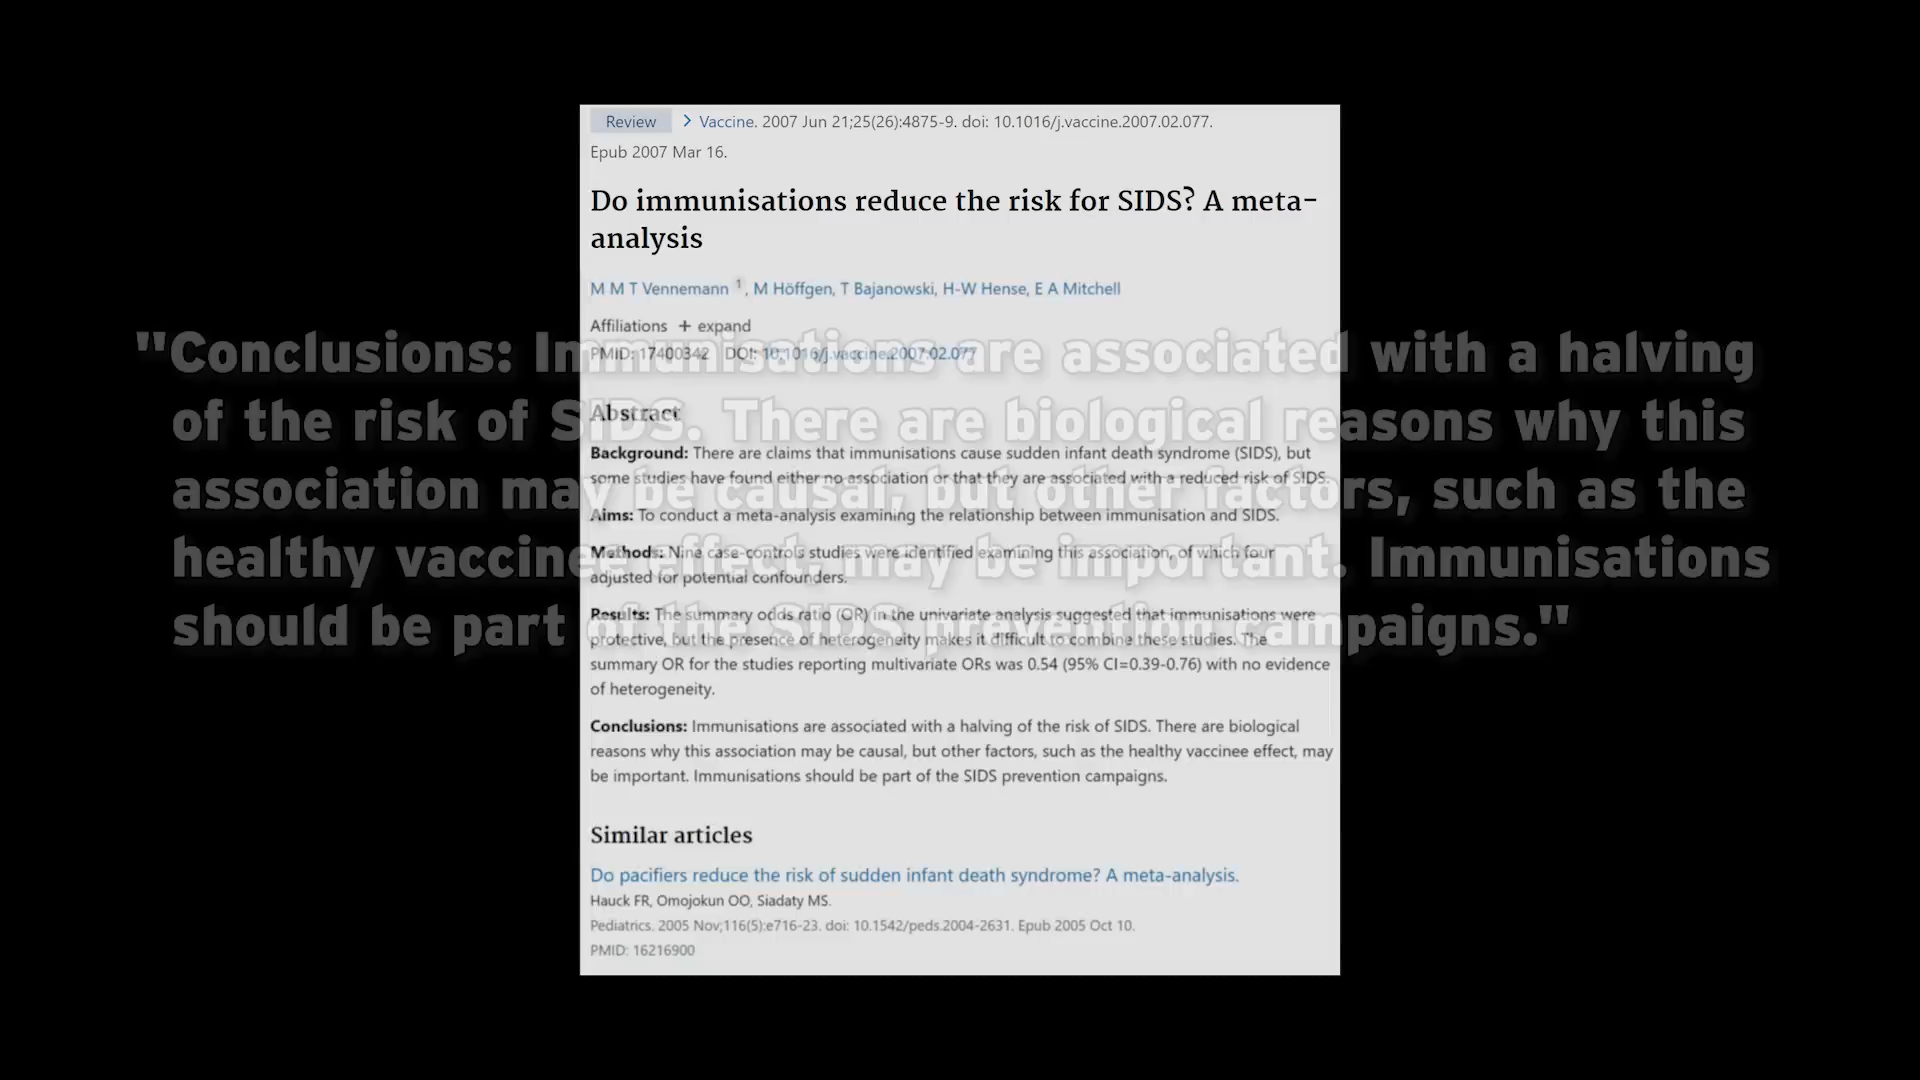 Review > Vaccine. 2007 Jun 21;25(26):4875-9. doi: 10.1016/j.vaccine.2007.02.077.
Epub 2007 Mar 16.
Do immunisations reduce the risk for SIDS? A meta-
analysis
M M T Vennemann 1, M Höffgen, T Bajanowski, H-W Hense, E A Mitchell
Affiliations + expand
PMID: 17400342 DOI: 10.1016/j.vaccine.2007.02.077
Abstract
Background: There are claims that immunisations cause sudden infant death syndrome (SIDS), but
some studies have found either no association or that they are associated with a reduced risk of SIDS.
Aims: To conduct a meta-analysis examining the relationship between immunisation and SIDS.
Methods: Nine case-controls studies were identified examining this association, of which four
adjusted for potential confounders.
Results: The summary odds ratio (OR) in the univariate analysis suggested that immunisations were
protective, but the presence of heterogeneity makes it difficult to combine these studies. The
summary OR for the studies reporting multivariate ORs was 0.54 (95% CI=0.39-0.76) with no evidence
of heterogeneity.
Conclusions: Immunisations are associated with a halving of the risk of SIDS. There are biological
reasons why this association may be causal, but other factors, such as the healthy vaccinee effect, may
be important. Immunisations should be part of the SIDS prevention campaigns.
Similar articles
Do pacifiers reduce the risk of sudden infant death syndrome? A meta-analysis.
Hauck FR, Omojokun OO, Siadaty MS.
Pediatrics. 2005 Nov;116(5):e716-23. doi: 10.1542/peds.2004-2631. Epub 2005 Oct 10.
PMID: 16216900
"Conclusions: Immunisations are associated with a halving
of the risk of SIDS. There are biological reasons why this
association may be causal, but other factors, such as the
healthy vaccinee effect, may be important. Immunisations
should be part of the SIDS prevention campaigns."